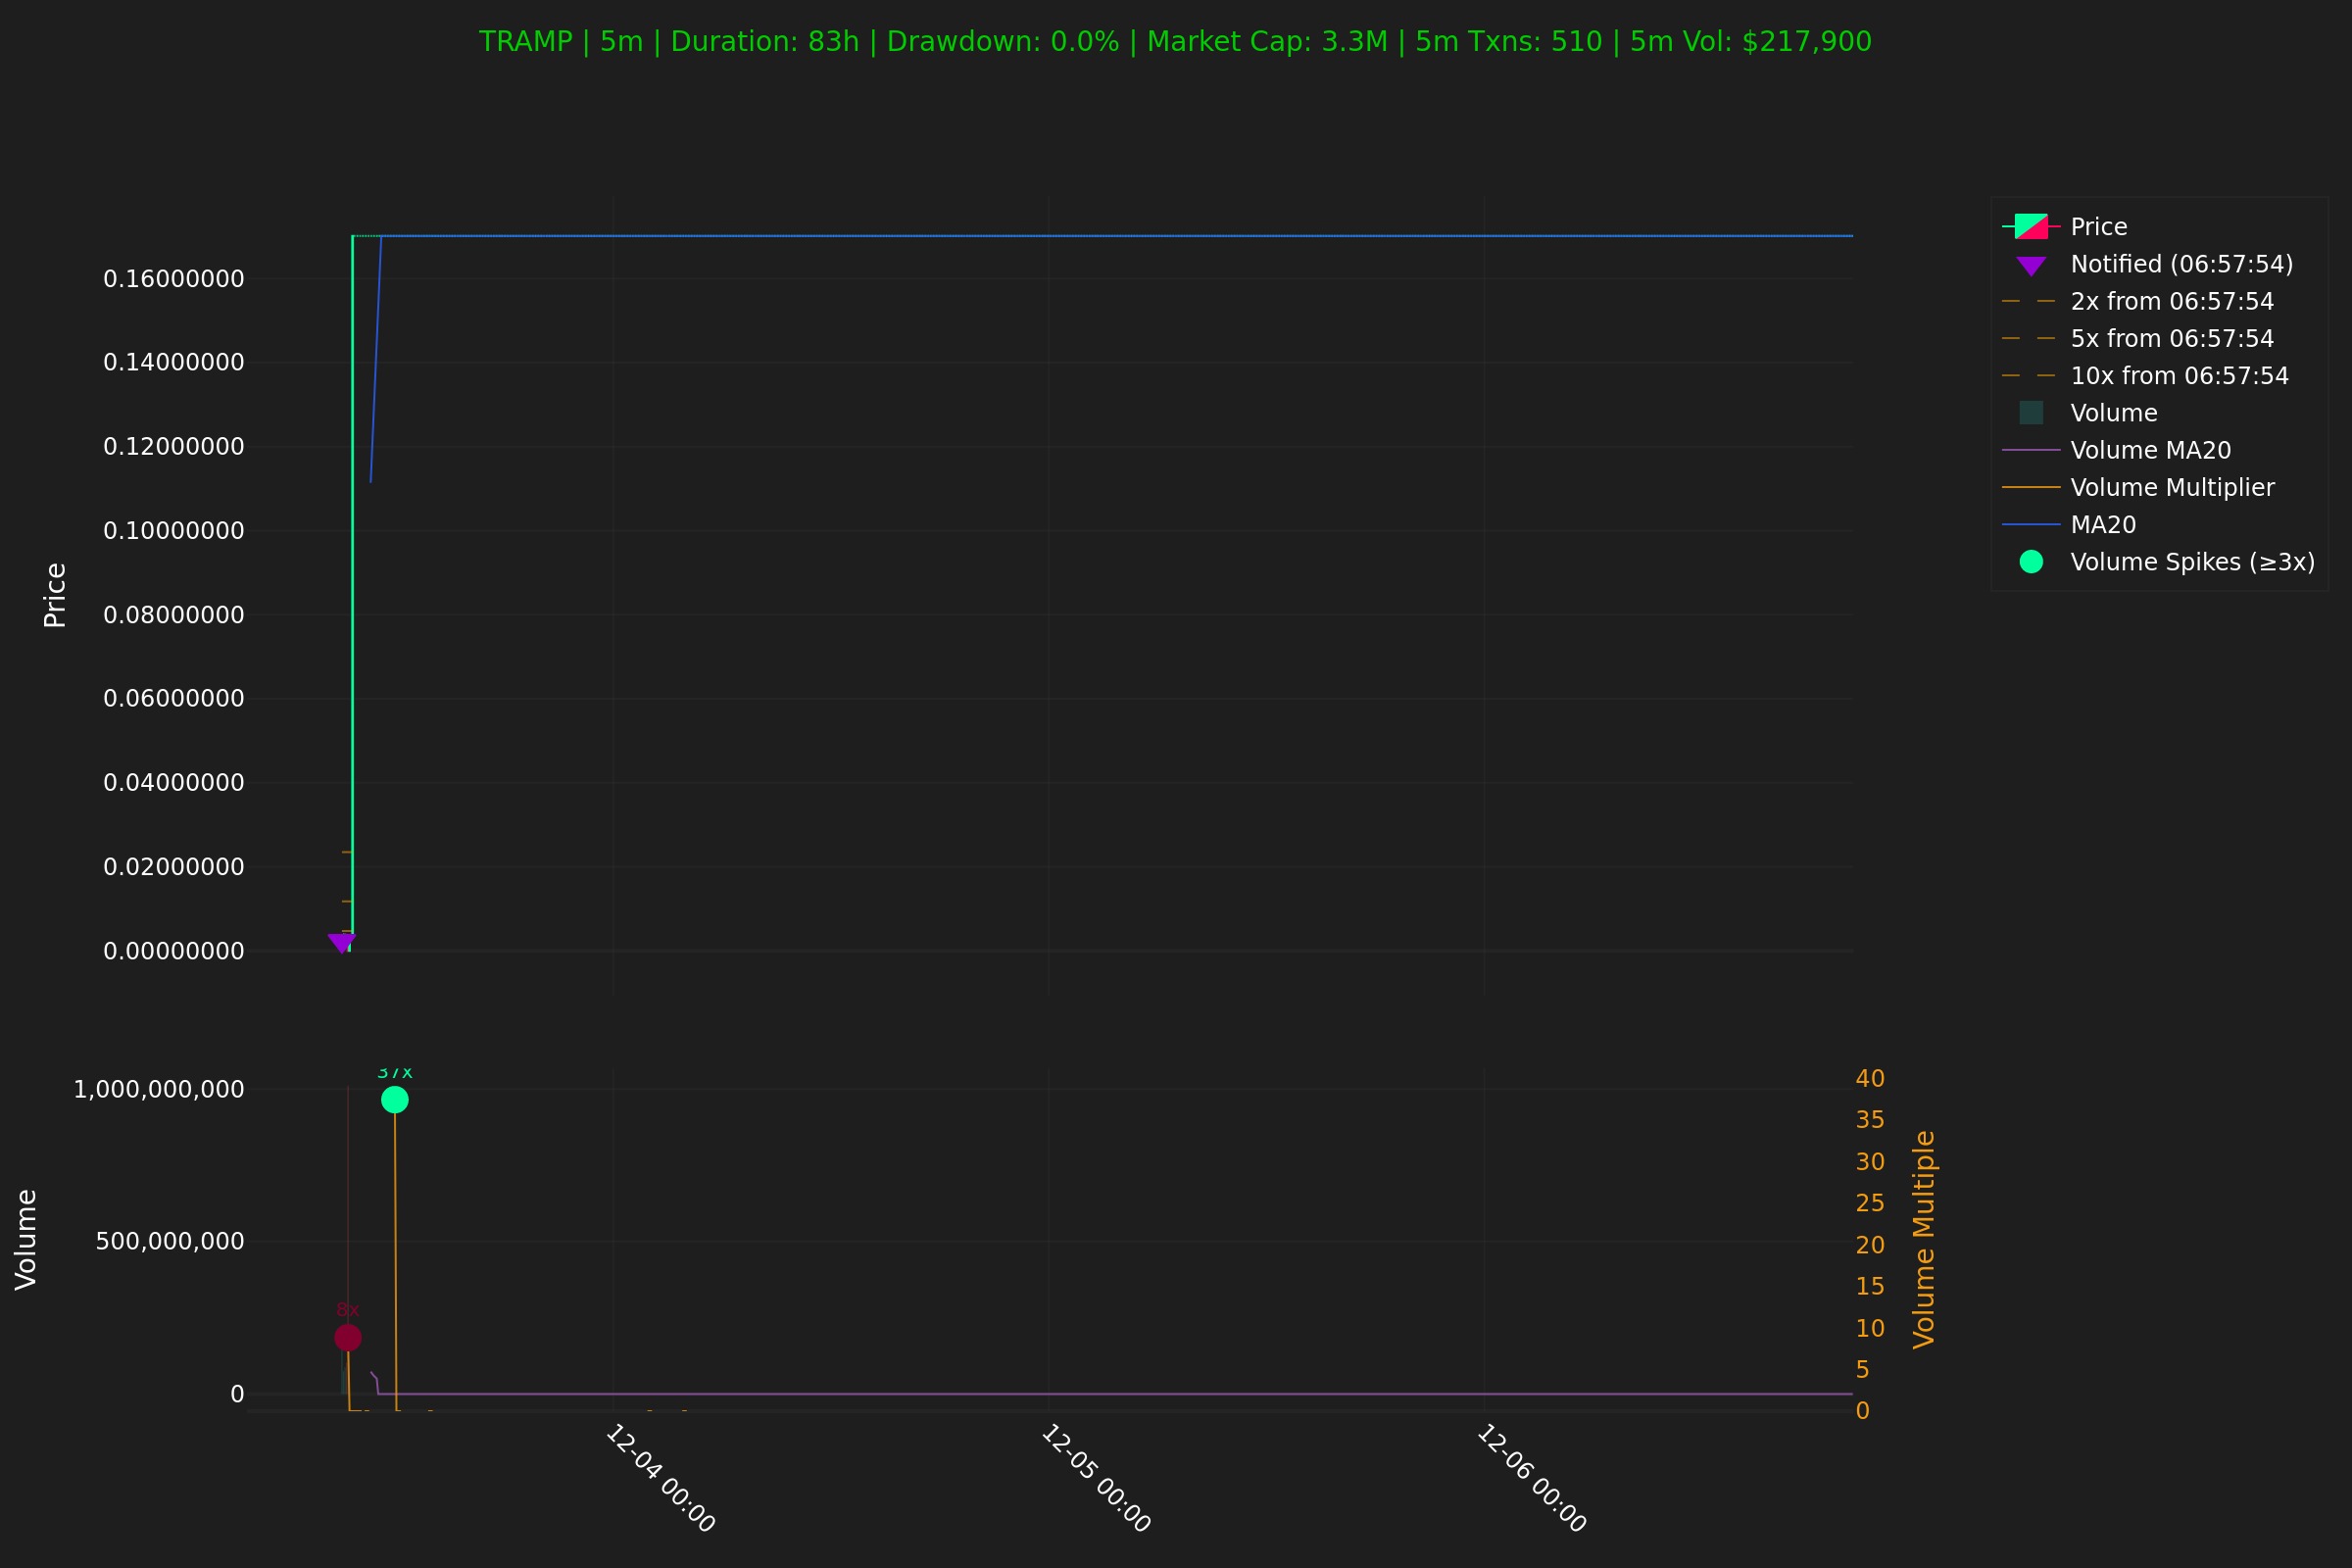 TRAMP | 5m | Duration: 83h | Drawdown: 0.0% | Market Cap: 3.3M | 5m Txns: 510 | 5m Vol: $217,900
Price
0.16000000
0.14000000
0.12000000
0.10000000
0.08000000
0.06000000
0.04000000
0.02000000
0.00000000
Price
Notified (06:57:54)
2x from 06:57:54
5x from 06:57:54
10x from 06:57:54
Volume
Volume MA20
Volume Multiplier
MA20
Volume Spikes (≥3x)
Volume
1,000,000,000
500,000,000
0
37x
8x
40
35
30
25
20
15
10
5
0
Volume Multiple
12-04 00:00
12-05 00:00
12-06 00:00